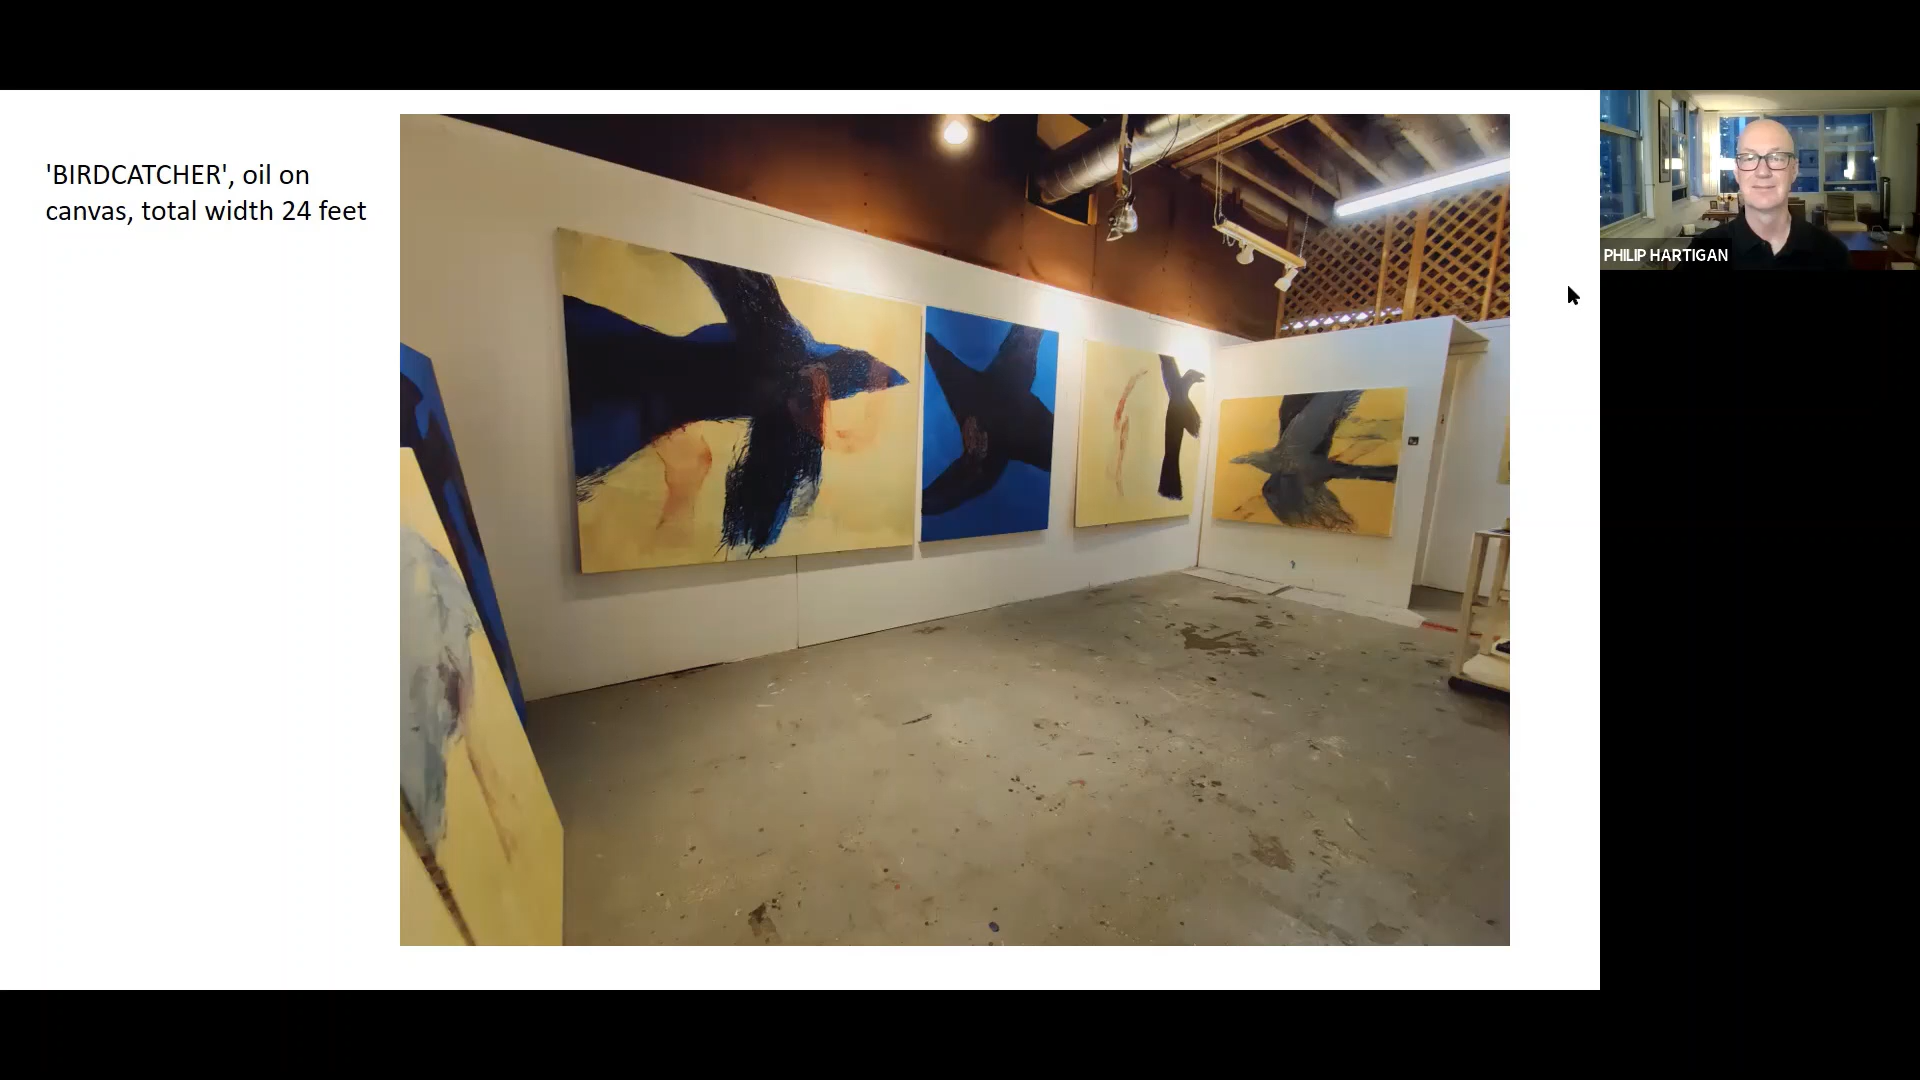 'BIRDCATCHER', oil on
canvas, total width 24 feet
PHILIP HARTIGAN